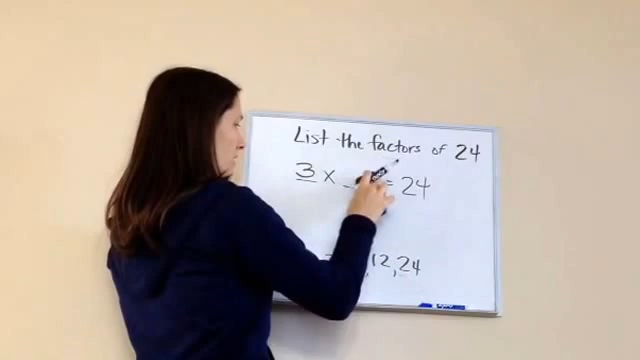 List the factors of 24
3 x = 24
, 12, 24